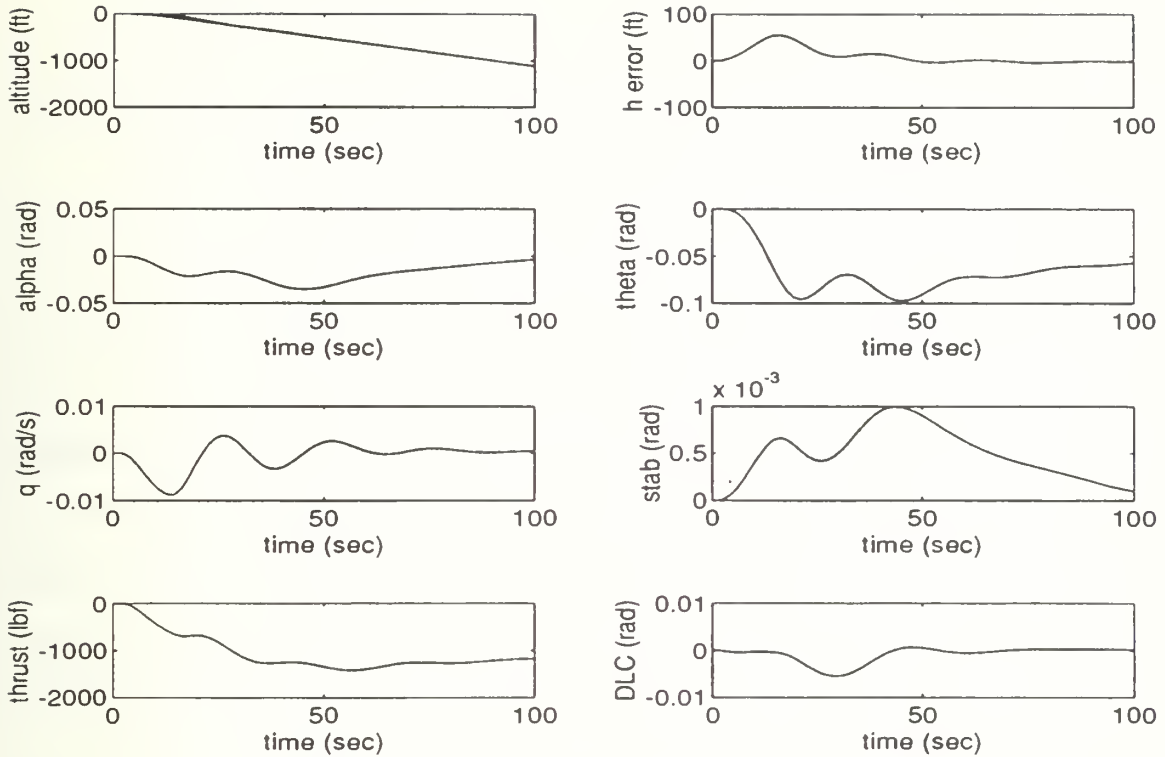 altitude (ft)
0
-1000
-2000
0
50
100
time (sec)
h error (ft)
100
0
-100
0
50
100
time (sec)
alpha (rad)
0.05
0
-0.05
0
50
100
time (sec)
theta (rad)
0
-0.05
-0.1
0
50
100
time (sec)
q (rad/s)
0.01
0
-0.01
0
50
100
time (sec)
x 10-3
stab (rad)
1
0.5
0
0
50
100
time (sec)
thrust (lbf)
0
-1000
-2000
0
50
100
time (sec)
DLC (rad)
0.01
0
-0.01
0
50
100
time (sec)